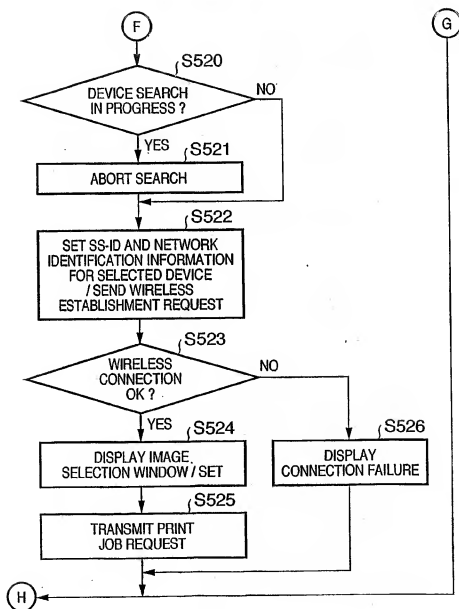 F
G
S520
DEVICE SEARCH
IN PROGRESS ?
NO
YES
S521
ABORT SEARCH
S522
SET SS-ID AND NETWORK
IDENTIFICATION INFORMATION
FOR SELECTED DEVICE
/ SEND WIRELESS
ESTABLISHMENT REQUEST
S523
WIRELESS
CONNECTION
OK ?
NO
YES
S524
DISPLAY IMAGE
SELECTION WINDOW / SET
S526
DISPLAY
CONNECTION FAILURE
S525
TRANSMIT PRINT
JOB REQUEST
H